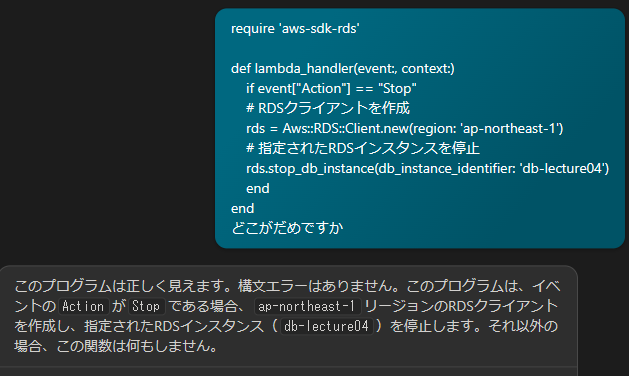 require 'aws-sdk-rds'
def lambda_handler(event:, context:)
if event["Action"] == "Stop"
# RDSクライアントを作成
rds = Aws::RDS::Client.new(region: 'ap-northeast-1')
# 指定されたRDSインスタンスを停止
rds.stop_db_instance(db_instance_identifier: 'db-lecture04')
end
end
どこがだめですか
このプログラムは正しく見えます。構文エラーはありません。このプログラムは、イベ
ントの Action が Stop である場合、 ap-northeast-1 リージョンのRDSクライアント
を作成し、指定されたRDSインスタンス（ db-lecture04 ）を停止します。それ以外の
場合、この関数は何もしません。